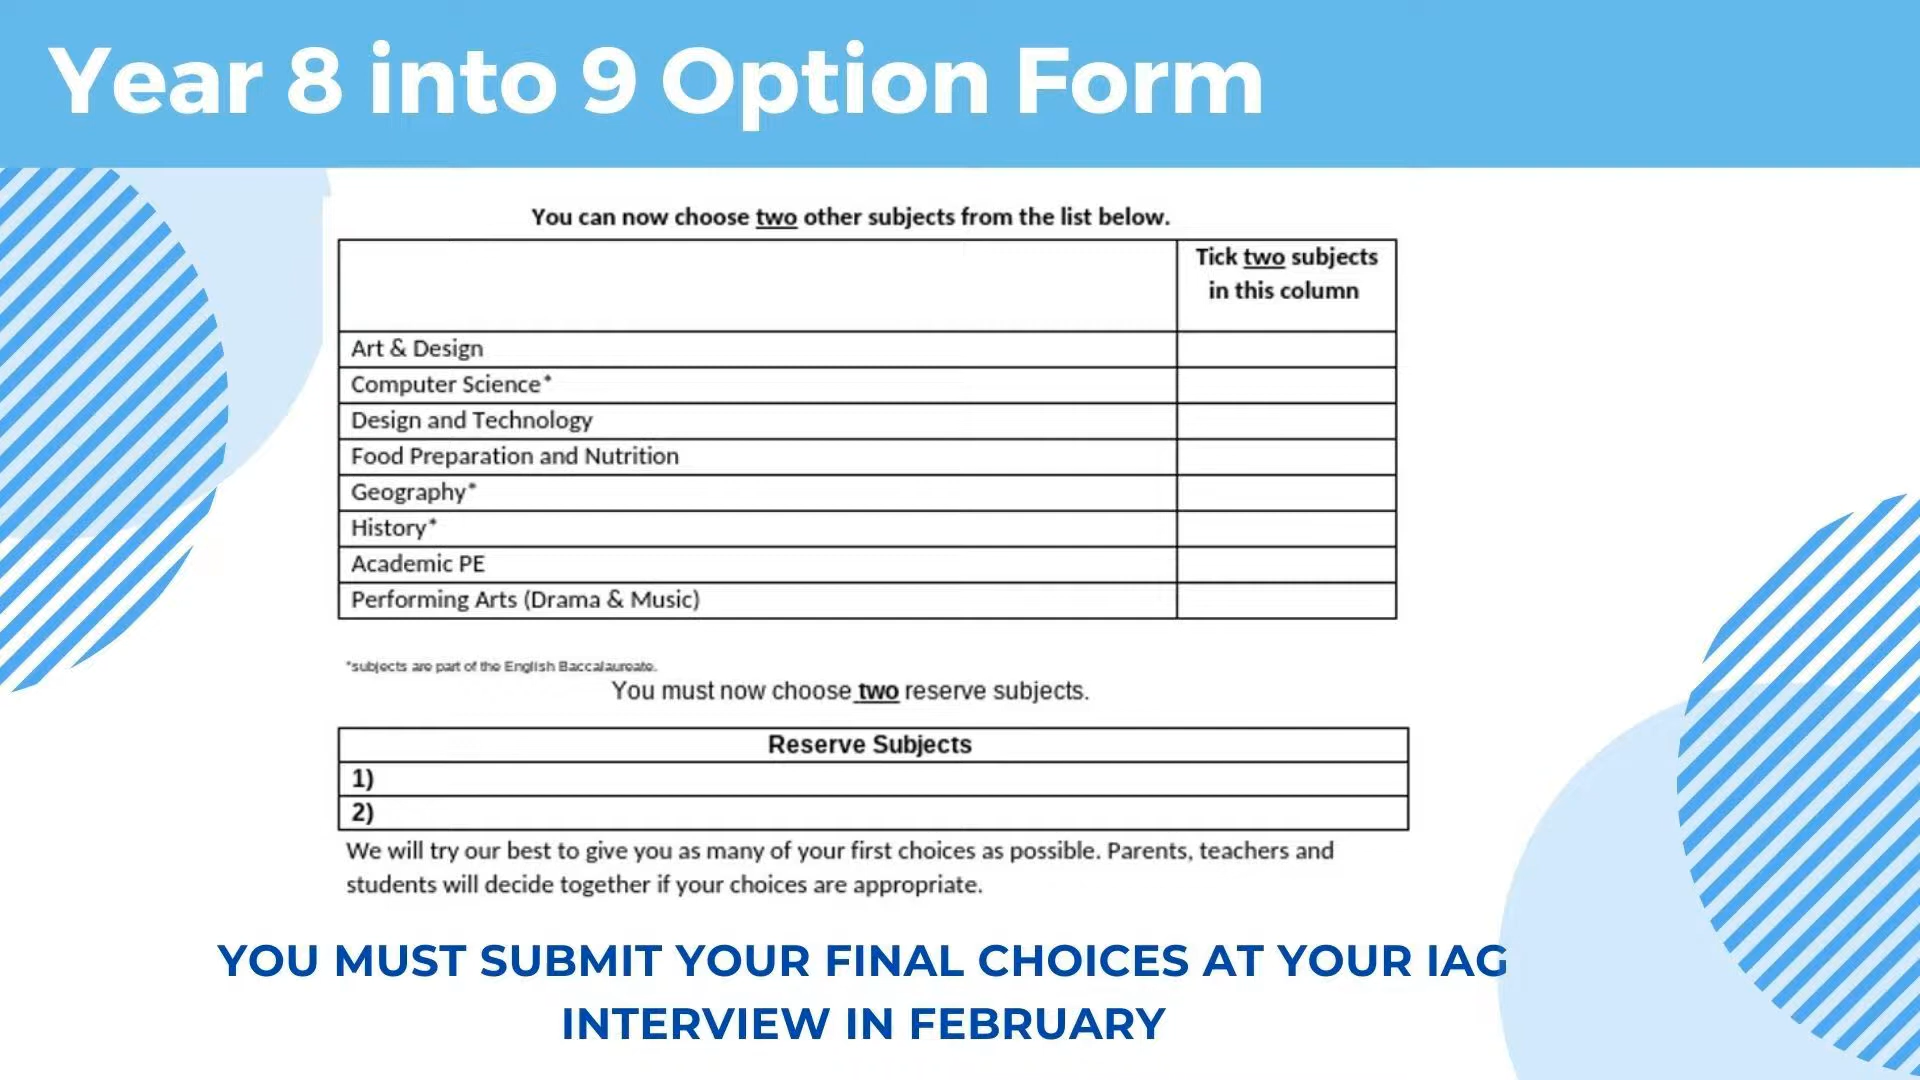 Year 8 into 9 Option Form
You can now choose two other subjects from the list below.
Tick two subjects
in this column
Art & Design
Computer Science*
Design and Technology
Food Preparation and Nutrition
Geography*
History*
Academic PE
Performing Arts (Drama & Music)
*subjects are part of the English Baccalaureate.
You must now choose two reserve subjects.
Reserve Subjects
1)
2)
We will try our best to give you as many of your first choices as possible. Parents, teachers and
students will decide together if your choices are appropriate.
YOU MUST SUBMIT YOUR FINAL CHOICES AT YOUR IAG
INTERVIEW IN FEBRUARY